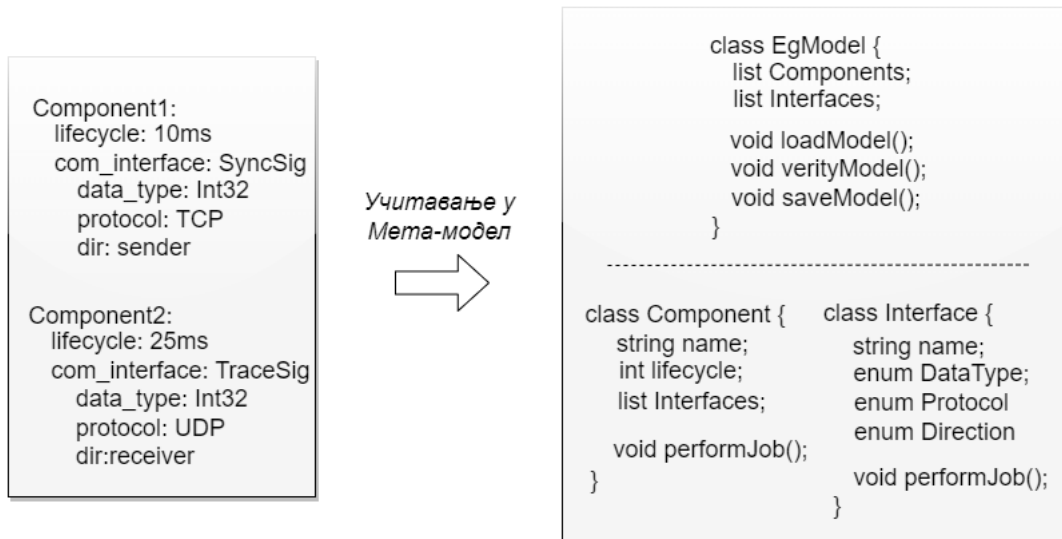 Component1:
lifecycle: 10ms
com_interface: SyncSig
data_type: Int32
protocol: TCP
dir: sender
Component2:
lifecycle: 25ms
com_interface: TraceSig
data_type: Int32
protocol: UDP
dir:receiver
Учитавање у
Мета-модел
class EgModel {
list Components;
list Interfaces;
void loadModel();
void verityModel();
void saveModel();
}
class Component {
string name;
int lifecycle;
list Interfaces;
void performJob();
}
class Interface {
string name;
enum DataType;
enum Protocol
enum Direction
void performJob();
}